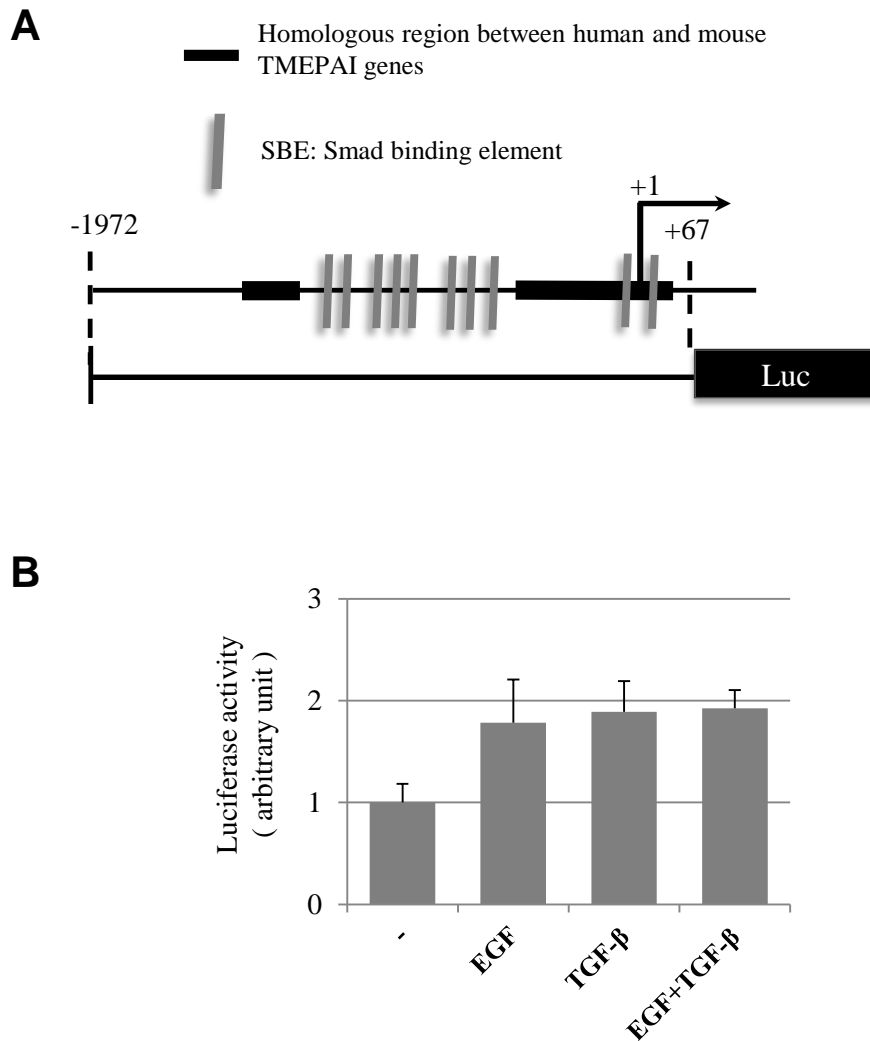 A
Homologous region between human and mouse
TMEPAI genes
SBE: Smad binding element
+1
-1972
+67
Luc
B
Luciferase activity
( arbitrary unit )
3
2
1
0
-
EGF
TGF-β
EGF+TGF-β